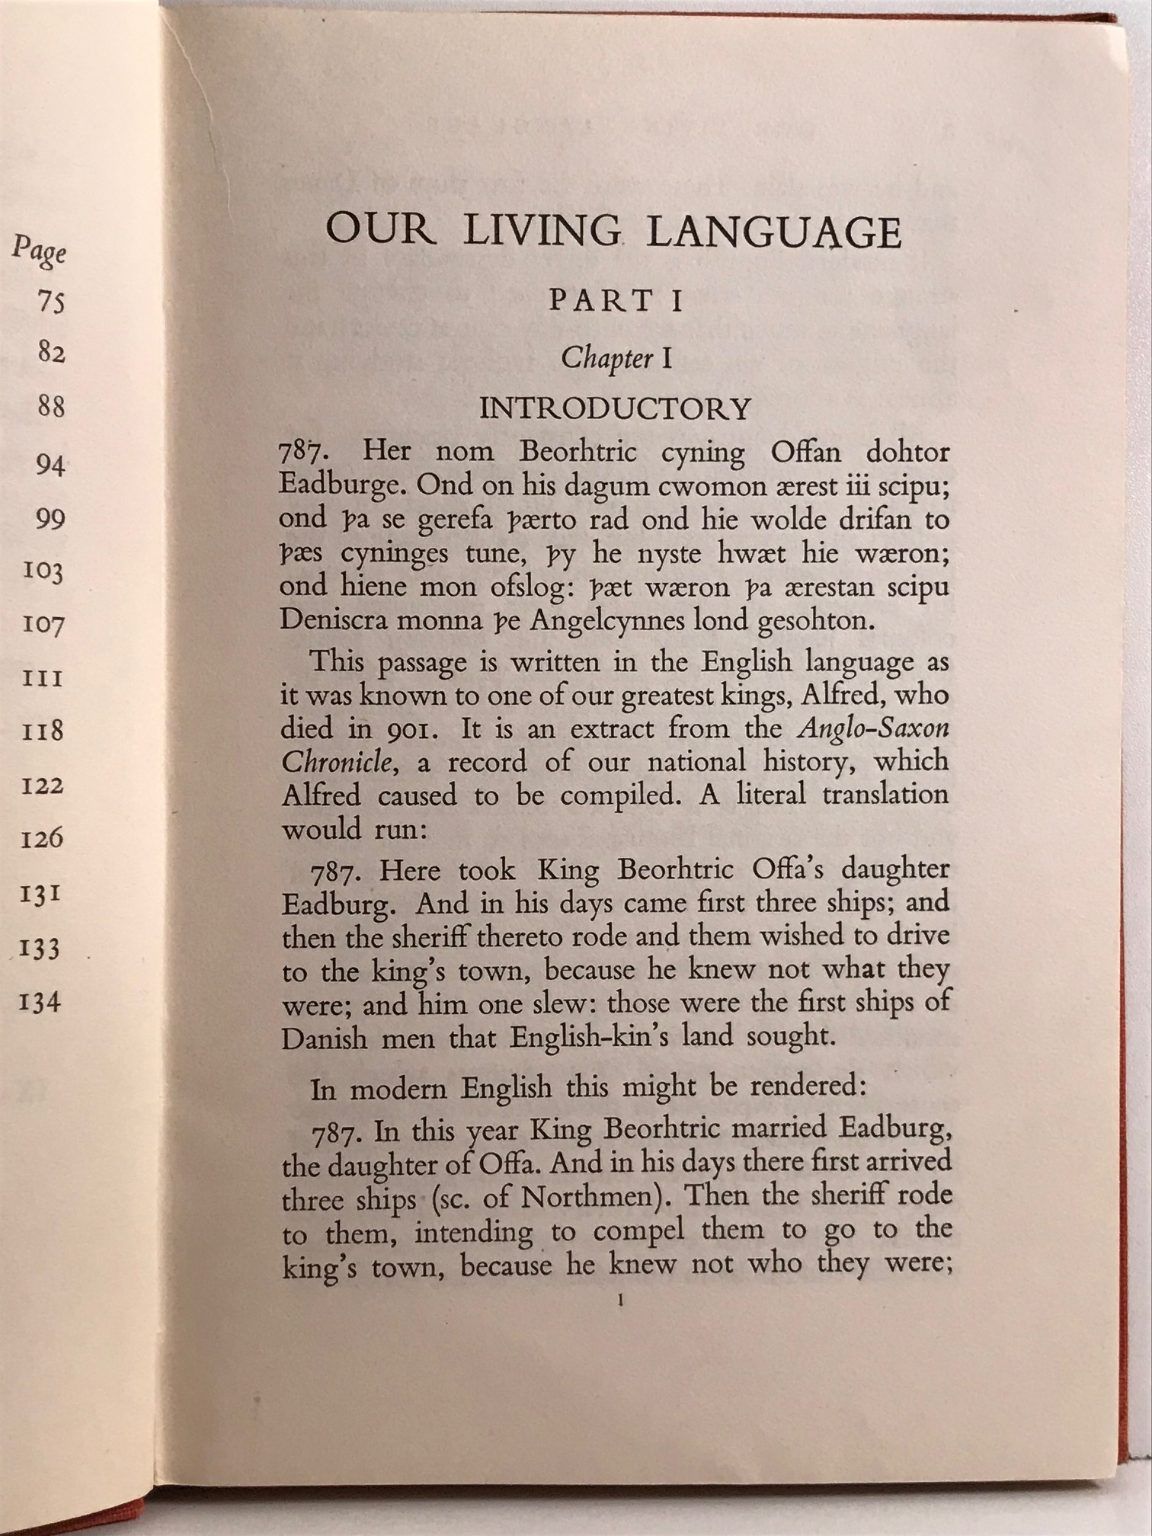 Page
75
82
88
94
99
103
107
111
118
122
126
131
133
134
OUR LIVING LANGUAGE
PART I
Chapter I
INTRODUCTORY
787. Her nom Beorhtric cyning Offan dohtor
Eadburge. Ond on his dagum cwomon ærest iii scipu;
ond þa se gerefa þærto rad ond hie wolde drifan to
þæs cyninges tune, þy he nyste hwæt hie wæron;
ond hiene mon ofslog: þæt wæron þa ærestan scipu
Deniscra monna þe Angelcynnes lond gesohton.
This passage is written in the English language as
it was known to one of our greatest kings, Alfred, who
died in 901. It is an extract from the Anglo-Saxon
Chronicle, a record of our national history, which
Alfred caused to be compiled. A literal translation
would run:
787. Here took King Beorhtric Offa's daughter
Eadburg. And in his days came first three ships; and
then the sheriff thereto rode and them wished to drive
to the king's town, because he knew not what they
were; and him one slew: those were the first ships of
Danish men that English-kin's land sought.
In modern English this might be rendered:
787. In this year King Beorhtric married Eadburg,
the daughter of Offa. And in his days there first arrived
three ships (sc. of Northmen). Then the sheriff rode
to them, intending to compel them to go to the
king's town, because he knew not who they were;
1